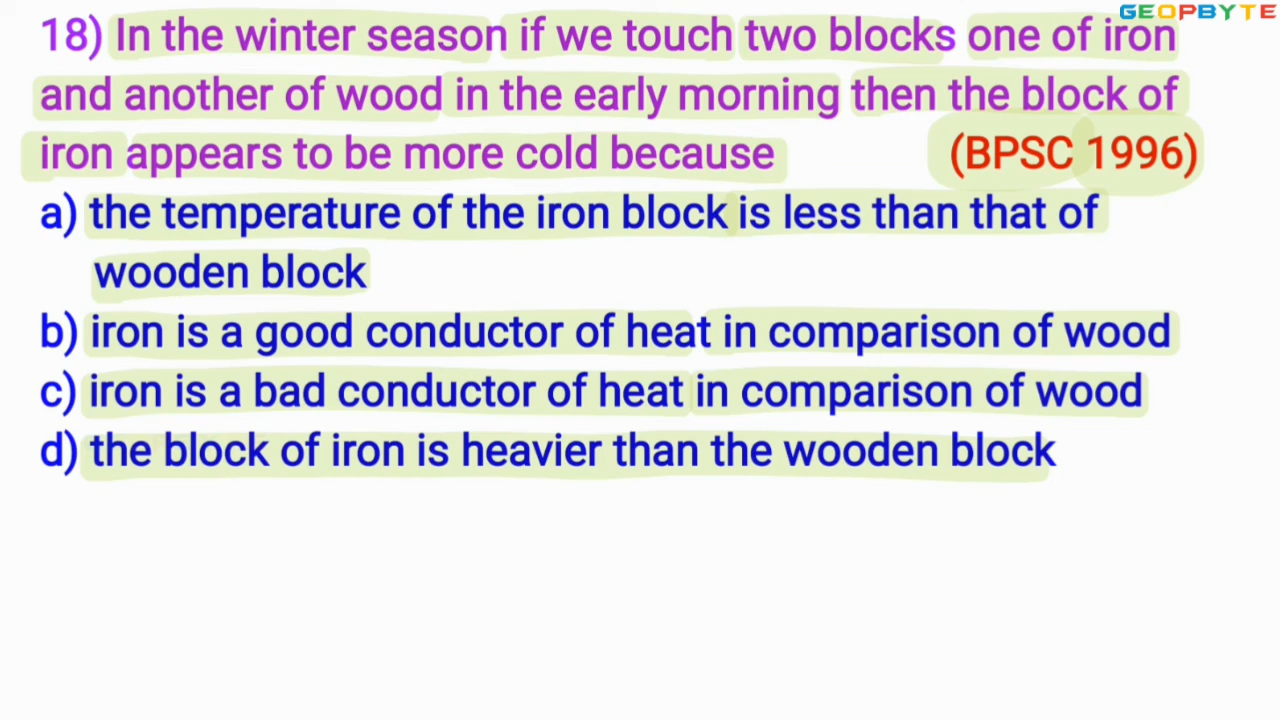 GEOPBYTE
18) In the winter season if we touch two blocks one of iron
and another of wood in the early morning then the block of
iron appears to be more cold because (BPSC 1996)
a) the temperature of the iron block is less than that of
wooden block
b) iron is a good conductor of heat in comparison of wood
c) iron is a bad conductor of heat in comparison of wood
d) the block of iron is heavier than the wooden block